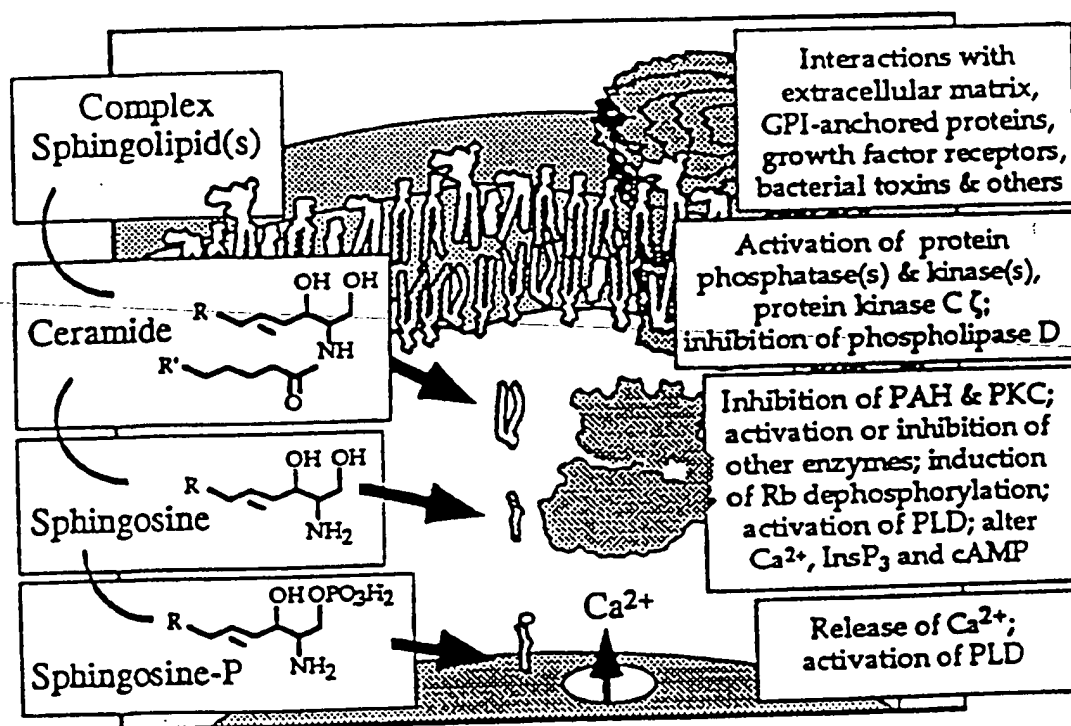 Complex
Sphingolipid(s)
Interactions with
extracellular matrix,
GPI-anchored proteins,
growth factor receptors,
bacterial toxins & others
Ceramide
OH OH
R
NH
R'
O
Activation of protein
phosphatase(s) & kinase(s),
protein kinase C ζ;
inhibition of phospholipase D
Sphingosine
OH OH
R
NH₂
Inhibition of PAH & PKC;
activation or inhibition of
other enzymes; induction
of Rb dephosphorylation;
activation of PLD; alter
Ca²⁺, InsP₃ and cAMP
Sphingosine-P
OH OPO₃H₂
R
NH₂
Ca²⁺
Release of Ca²⁺;
activation of PLD